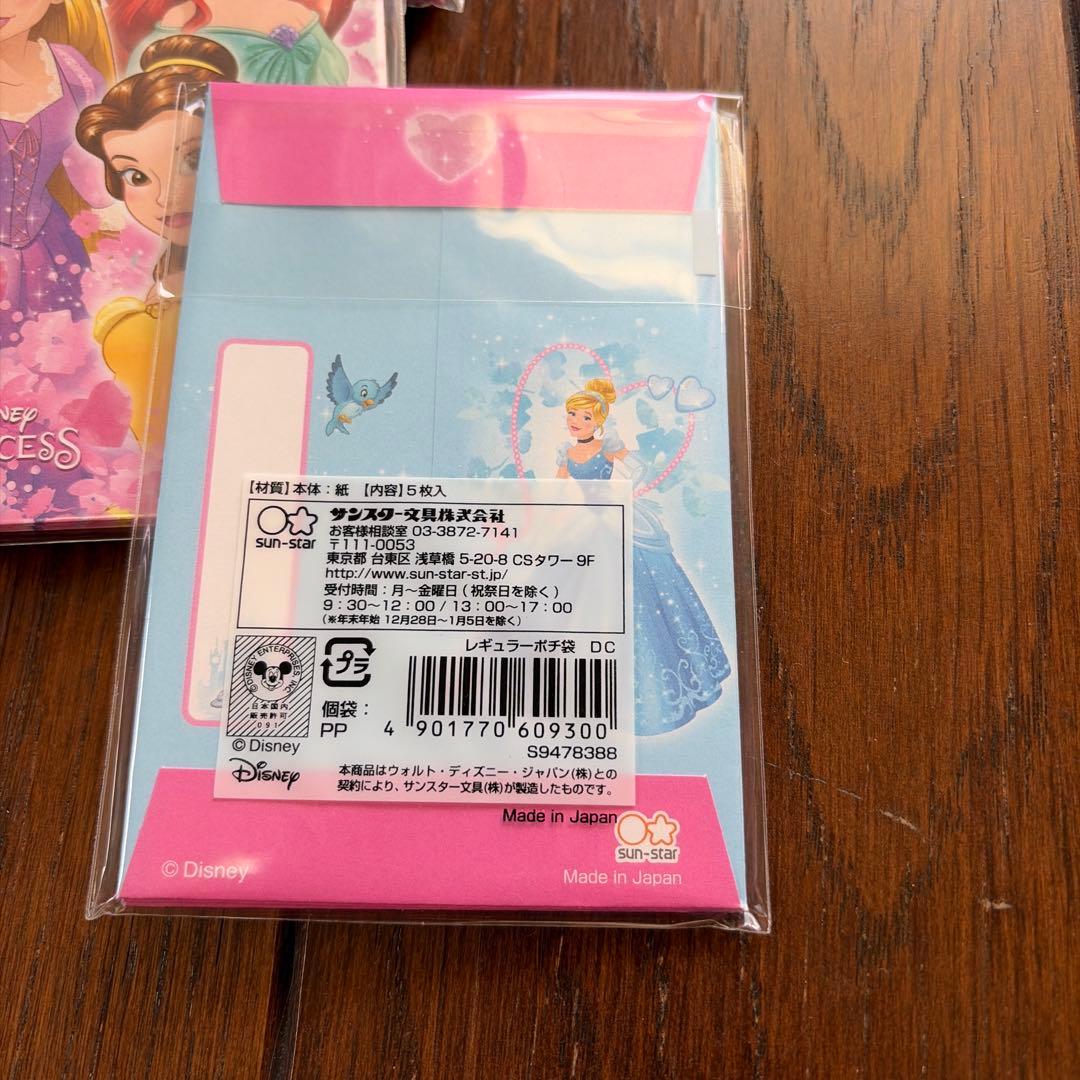 NEY
CESS
【材質】本体：紙 【内容】5枚入
sun-star
サンスター文具株式会社
お客様相談室 03-3872-7141
〒111-0053
東京都 台東区 浅草橋 5-20-8 CSタワー 9F
http://www.sun-star-st.jp/
受付時間：月～金曜日（祝祭日を除く）
9：30～12：00 / 13：00～17：00
（※年末年始 12月28日～1月5日を除く）
レギュラーポチ袋 DC
©DISNEY ENTERPRISES, INC.
日本国内
販売許可
091
プラ
個袋：
PP
4 901770 609300
S9478388
©Disney
Disney
本商品はウォルト・ディズニー・ジャパン(株)との
契約により、サンスター文具(株)が製造したものです。
Made in Japan
sun-star
© Disney
Made in Japan